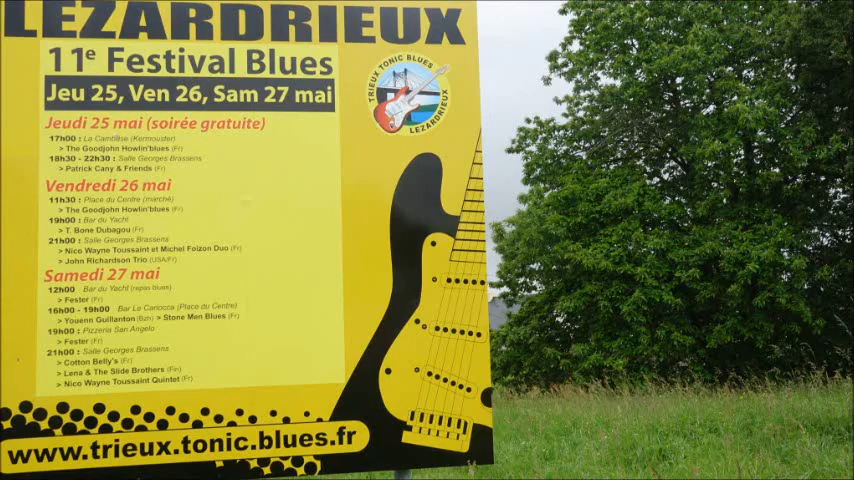 LEZARDRIEUX
11e Festival Blues
Jeu 25, Ven 26, Sam 27 mai
TRIEUX TONIC BLUES
LEZARDRIEUX
Jeudi 25 mai (soirée gratuite)
17h00 : La Cambuse (Kermouster)
> The Goodjohn Howlin'blues (Fr)
18h30 - 22h30 : Salle Georges Brassens
> Patrick Cany & Friends (Fr)
Vendredi 26 mai
11h30 : Place du Centre (marché)
> The Goodjohn Howlin'blues (Fr)
19h00 : Bar du Yacht
> T. Bone Dubagou (Fr)
21h00 : Salle Georges Brassens
> Nico Wayne Toussaint et Michel Foizon Duo (Fr)
> John Richardson Trio (USA/Fr)
Samedi 27 mai
12h00 : Bar du Yacht (repas blues)
> Fester (Fr)
16h00 - 19h00 : Bar Le Cariocca (Place du Centre)
> Youenn Guillanton (Bzh) > Stone Men Blues (Fr)
19h00 : Pizzeria San Angelo
> Fester (Fr)
21h00 : Salle Georges Brassens
> Cotton Belly's (Fr)
> Lena & The Slide Brothers (Fin)
> Nico Wayne Toussaint Quintet (Fr)
www.trieux.tonic.blues.fr